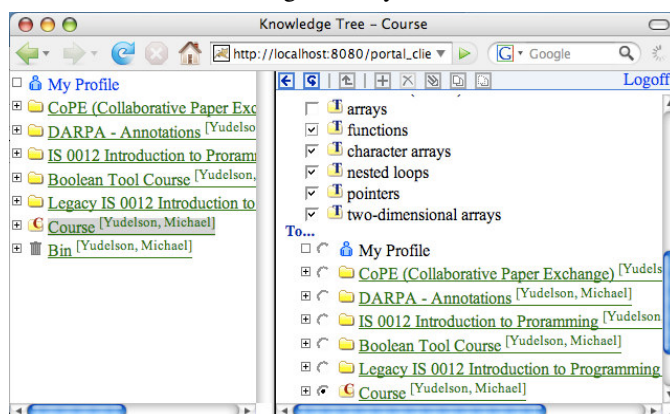 Knowledge Tree – Course
http://localhost:8080/portal_clie
G Google
My Profile
CoPE (Collaborative Paper Exc
DARPA - Annotations [Yudelso
IS 0012 Introduction to Proramm
Boolean Tool Course [Yudelson,
Legacy IS 0012 Introduction to
C Course [Yudelson, Michael]
Bin [Yudelson, Michael]
Logoff
T arrays
T functions
T character arrays
T nested loops
T pointers
T two-dimensional arrays
To...
My Profile
CoPE (Collaborative Paper Exchange) [Yudels
DARPA - Annotations [Yudelson, Michael]
IS 0012 Introduction to Proramming [Yudelson
Boolean Tool Course [Yudelson, Michael]
Legacy IS 0012 Introduction to Programming
C Course [Yudelson, Michael]